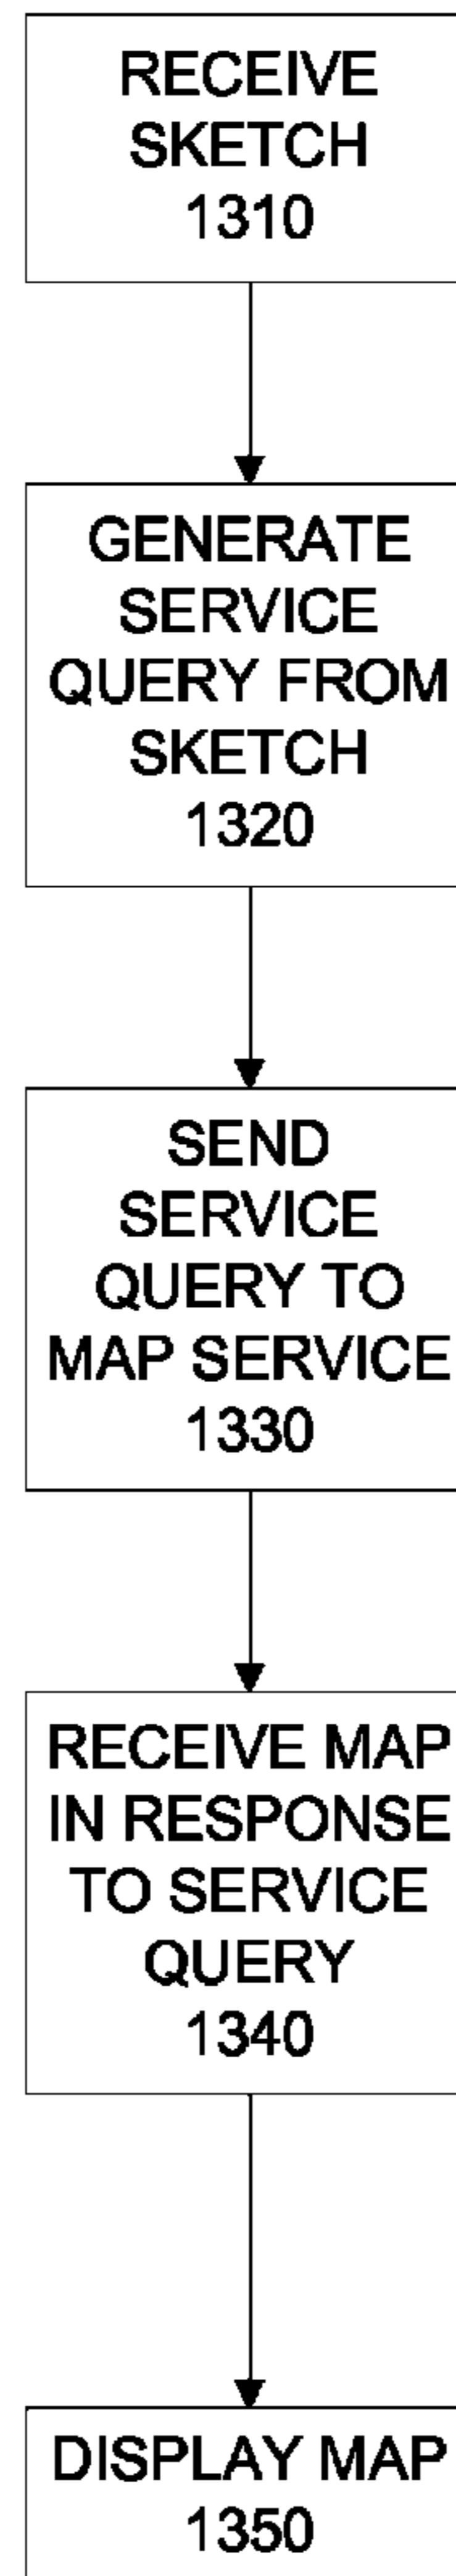 RECEIVE
SKETCH
1310
GENERATE
SERVICE
QUERY FROM
SKETCH
1320
SEND
SERVICE
QUERY TO
MAP SERVICE
1330
RECEIVE MAP
IN RESPONSE
TO SERVICE
QUERY
1340
DISPLAY MAP
1350